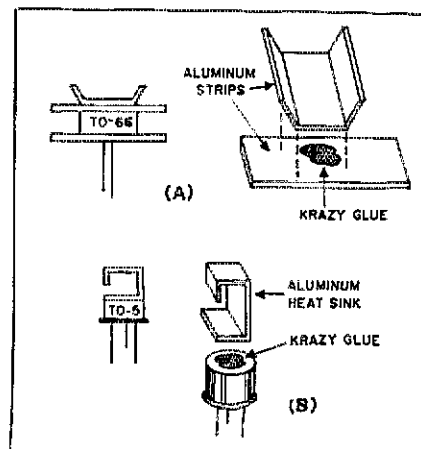 ALUMINUM
STRIPS
TO-66
KRAZY GLUE
(A)
ALUMINUM
HEAT SINK
TO-5
KRAZY GLUE
(B)